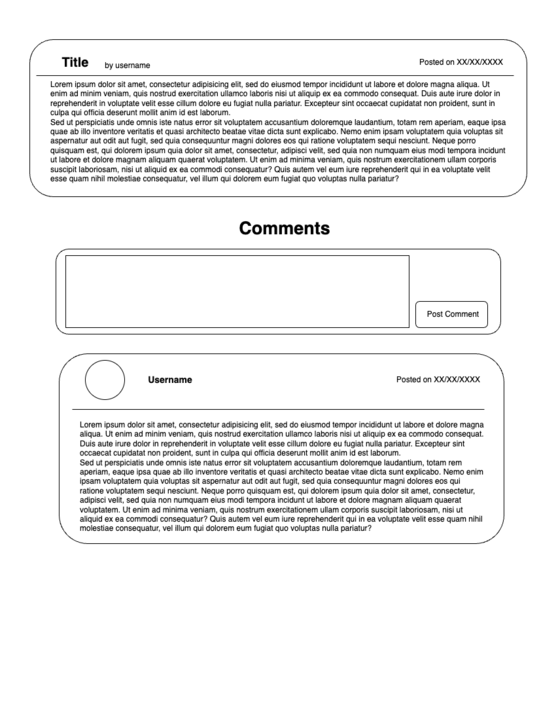 Title by username Posted on XX/XX/XXXX
Lorem ipsum dolor sit amet, consectetur adipisicing elit, sed do eiusmod tempor incididunt ut labore et dolore magna aliqua. Ut
enim ad minim veniam, quis nostrud exercitation ullamco laboris nisi ut aliquip ex ea commodo consequat. Duis aute irure dolor in
reprehenderit in voluptate velit esse cillum dolore eu fugiat nulla pariatur. Excepteur sint occaecat cupidatat non proident, sunt in
culpa qui officia deserunt mollit anim id est laborum.
Sed ut perspiciatis unde omnis iste natus error sit voluptatem accusantium doloremque laudantium, totam rem aperiam, eaque ipsa
quae ab illo inventore veritatis et quasi architecto beatae vitae dicta sunt explicabo. Nemo enim ipsam voluptatem quia voluptas sit
aspernatur aut odit aut fugit, sed quia consequuntur magni dolores eos qui ratione voluptatem sequi nesciunt. Neque porro
quisquam est, qui dolorem ipsum quia dolor sit amet, consectetur, adipisci velit, sed quia non numquam eius modi tempora incidunt
ut labore et dolore magnam aliquam quaerat voluptatem. Ut enim ad minima veniam, quis nostrum exercitationem ullam corporis
suscipit laboriosam, nisi ut aliquid ex ea commodi consequatur? Quis autem vel eum iure reprehenderit qui in ea voluptate velit
esse quam nihil molestiae consequatur, vel illum qui dolorem eum fugiat quo voluptas nulla pariatur?
Comments
Post Comment
Username Posted on XX/XX/XXXX
Lorem ipsum dolor sit amet, consectetur adipisicing elit, sed do eiusmod tempor incididunt ut labore et dolore magna
aliqua. Ut enim ad minim veniam, quis nostrud exercitation ullamco laboris nisi ut aliquip ex ea commodo consequat.
Duis aute irure dolor in reprehenderit in voluptate velit esse cillum dolore eu fugiat nulla pariatur. Excepteur sint
occaecat cupidatat non proident, sunt in culpa qui officia deserunt mollit anim id est laborum.
Sed ut perspiciatis unde omnis iste natus error sit voluptatem accusantium doloremque laudantium, totam rem
aperiam, eaque ipsa quae ab illo inventore veritatis et quasi architecto beatae vitae dicta sunt explicabo. Nemo enim
ipsam voluptatem quia voluptas sit aspernatur aut odit aut fugit, sed quia consequuntur magni dolores eos qui
ratione voluptatem sequi nesciunt. Neque porro quisquam est, qui dolorem ipsum quia dolor sit amet, consectetur,
adipisci velit, sed quia non numquam eius modi tempora incidunt ut labore et dolore magnam aliquam quaerat
voluptatem. Ut enim ad minima veniam, quis nostrum exercitationem ullam corporis suscipit laboriosam, nisi ut
aliquid ex ea commodi consequatur? Quis autem vel eum iure reprehenderit qui in ea voluptate velit esse quam nihil
molestiae consequatur, vel illum qui dolorem eum fugiat quo voluptas nulla pariatur?